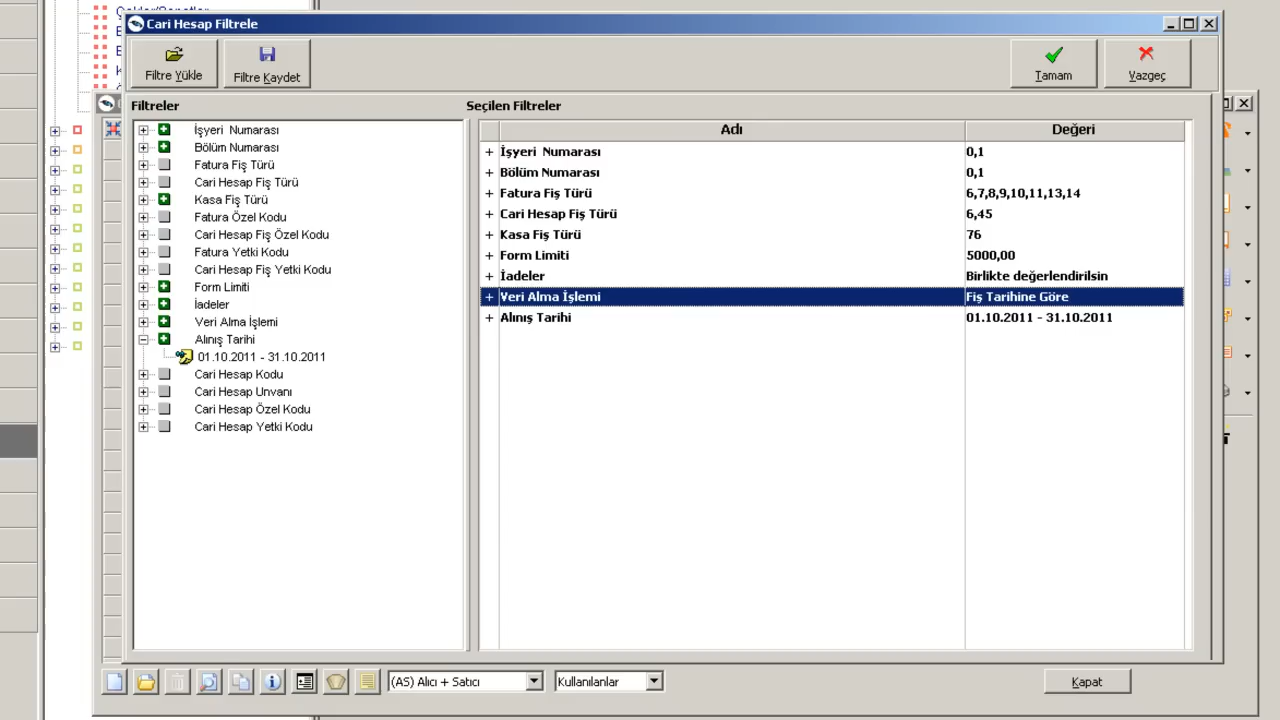 Çekler/Senetler
Cari Hesap Filtrele
Filtre Yükle
Filtre Kaydet
Tamam
Vazgeç
Filtreler
Seçilen Filtreler
İşyeri Numarası
Bölüm Numarası
Fatura Fiş Türü
Cari Hesap Fiş Türü
Kasa Fiş Türü
Fatura Özel Kodu
Cari Hesap Fiş Özel Kodu
Fatura Yetki Kodu
Cari Hesap Fiş Yetki Kodu
Form Limiti
İadeler
Veri Alma İşlemi
Alınış Tarihi
01.10.2011 - 31.10.2011
Cari Hesap Kodu
Cari Hesap Unvanı
Cari Hesap Özel Kodu
Cari Hesap Yetki Kodu
Adı Değeri
İşyeri Numarası 0,1
Bölüm Numarası 0,1
Fatura Fiş Türü 6,7,8,9,10,11,13,14
Cari Hesap Fiş Türü 6,45
Kasa Fiş Türü 76
Form Limiti 5000,00
İadeler Birlikte değerlendirilsin
Veri Alma İşlemi Fiş Tarihine Göre
Alınış Tarihi 01.10.2011 - 31.10.2011
(AS) Alıcı + Satıcı
Kullanılanlar
Kapat